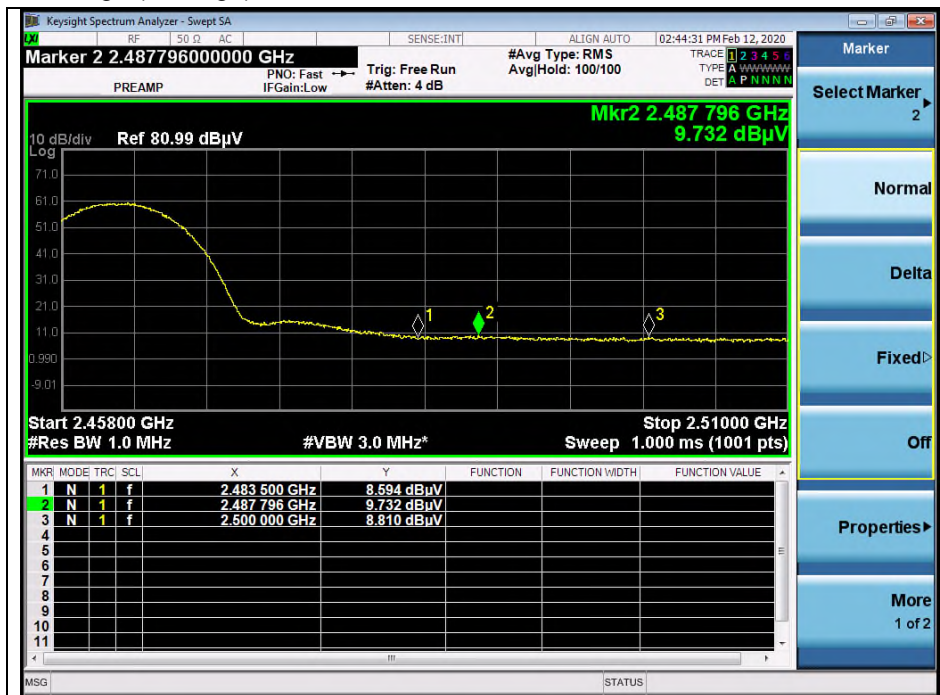 Keysight Spectrum Analyzer - Swept SA
LXI RF 50 Ω AC SENSE:INT ALIGN AUTO 02:44:31 PM Feb 12, 2020
Marker 2 2.487796000000 GHz
PREAMP
PNO: Fast
IFGain:Low
Trig: Free Run
#Atten: 4 dB
#Avg Type: RMS
Avg|Hold: 100/100
TRACE 1 2 3 4 5 6
TYPE A WWWWW
DET A P N N N N
Mkr2 2.487 796 GHz
9.732 dBµV
10 dB/div Ref 80.99 dBµV
Log
71.0
61.0
51.0
41.0
31.0
21.0
11.0
0.990
-9.01
1
2
3
Start 2.45800 GHz Stop 2.51000 GHz
#Res BW 1.0 MHz #VBW 3.0 MHz* Sweep 1.000 ms (1001 pts)
MKR MODE TRC SCL X Y FUNCTION FUNCTION WIDTH FUNCTION VALUE
1 N 1 f 2.483 500 GHz 8.594 dBµV
2 N 1 f 2.487 796 GHz 9.732 dBµV
3 N 1 f 2.500 000 GHz 8.810 dBµV
4
5
6
7
8
9
10
11
MSG STATUS
Marker
Select Marker
2
Normal
Delta
Fixed
Off
Properties
More
1 of 2